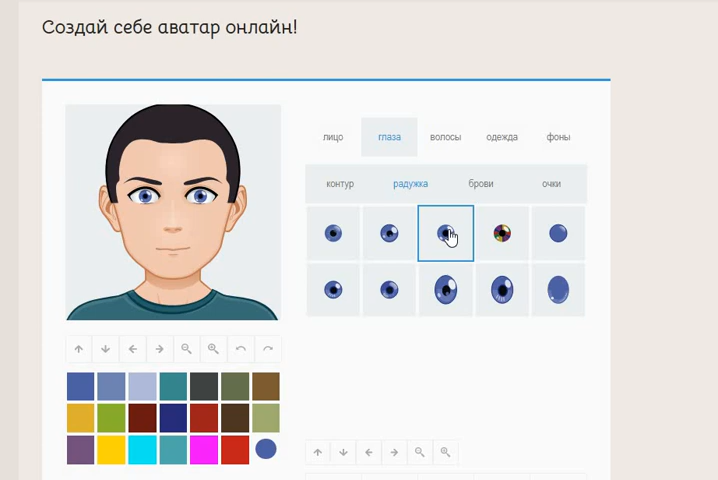 Создай себе аватар онлайн!
лицо глаза волосы одежда фоны
контур радужка брови очки